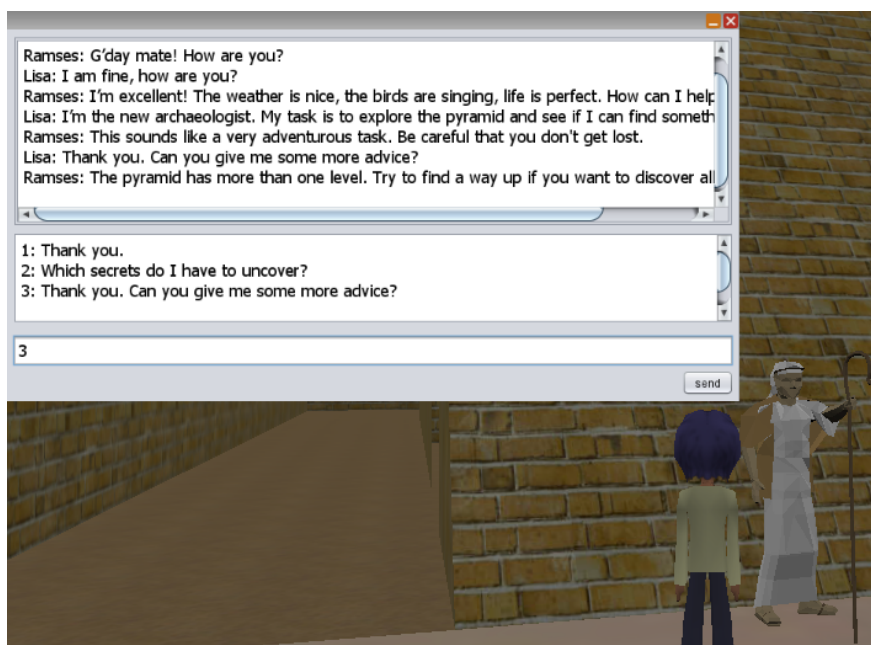 Ramses: G'day mate! How are you?
Lisa: I am fine, how are you?
Ramses: I'm excellent! The weather is nice, the birds are singing, life is perfect. How can I help
Lisa: I'm the new archaeologist. My task is to explore the pyramid and see if I can find someth
Ramses: This sounds like a very adventurous task. Be careful that you don't get lost.
Lisa: Thank you. Can you give me some more advice?
Ramses: The pyramid has more than one level. Try to find a way up if you want to discover all
1: Thank you.
2: Which secrets do I have to uncover?
3: Thank you. Can you give me some more advice?
3
send